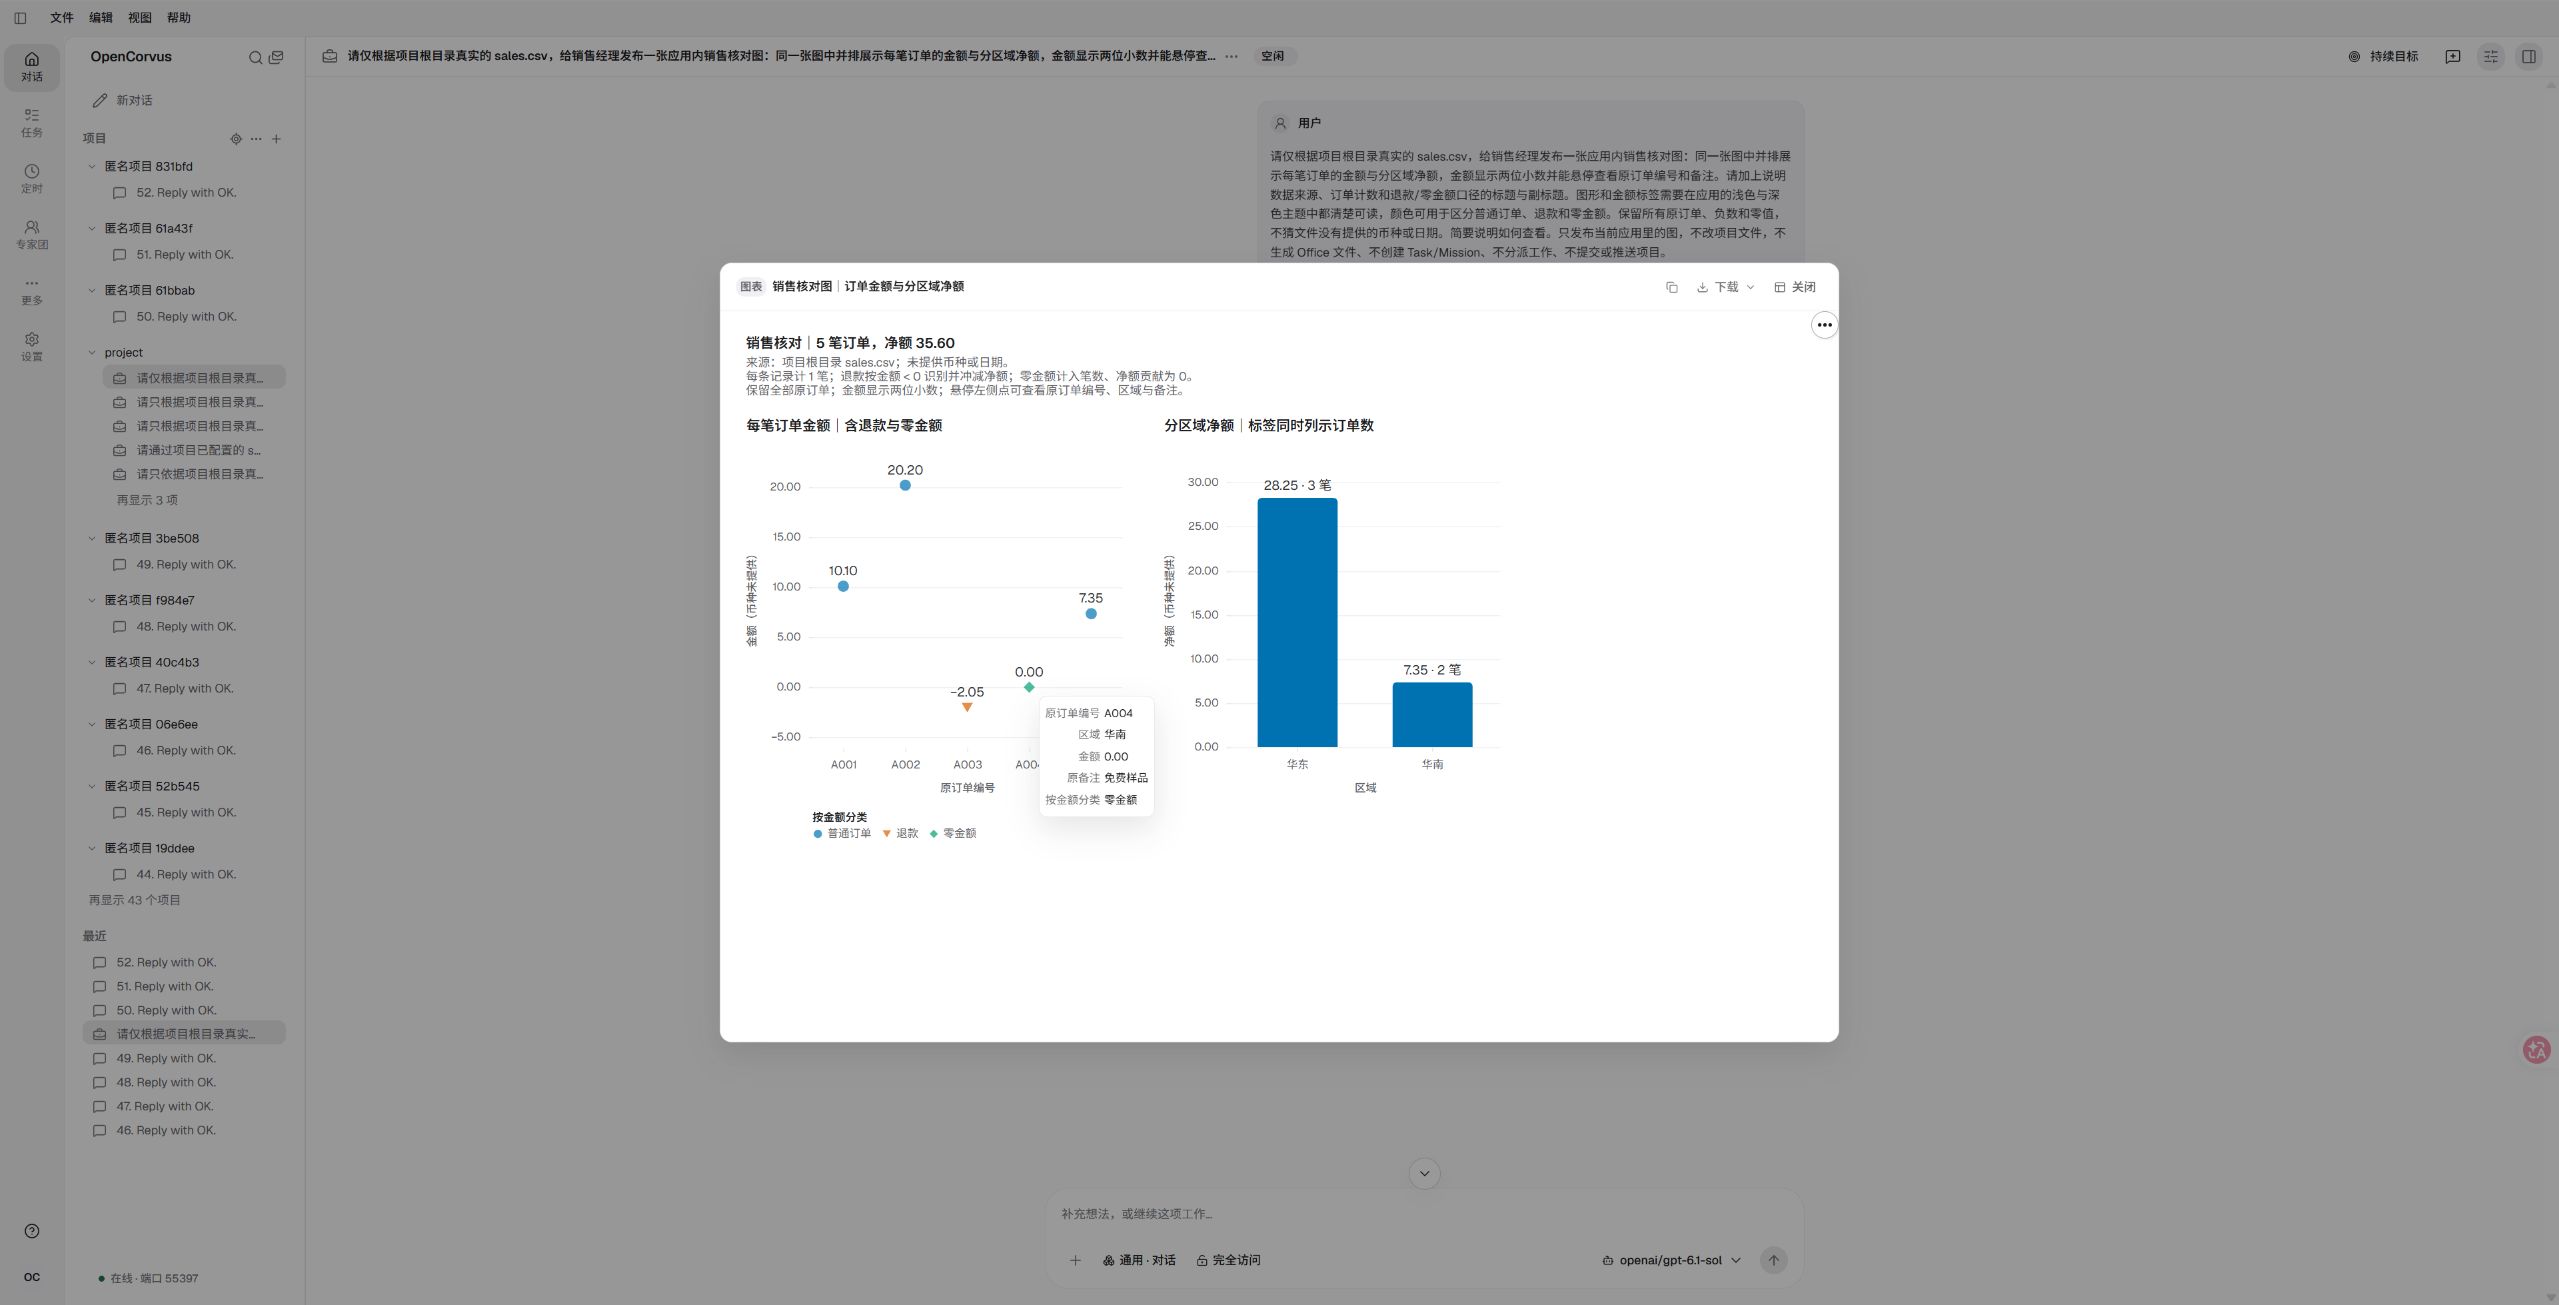 文件 编辑 视图 帮助
对话
任务
定时
专家团
更多
设置
OC
OpenCorvus
新对话
项目
匿名项目 831bfd
52. Reply with OK.
匿名项目 61a43f
51. Reply with OK.
匿名项目 61bbab
50. Reply with OK.
project
请仅根据项目根目录真...
请只根据项目根目录真...
请只根据项目根目录真...
请通过项目已配置的 s...
请只依据项目根目录真...
再显示 3 项
匿名项目 3be508
49. Reply with OK.
匿名项目 f984e7
48. Reply with OK.
匿名项目 40c4b3
47. Reply with OK.
匿名项目 06e6ee
46. Reply with OK.
匿名项目 52b545
45. Reply with OK.
匿名项目 19ddee
44. Reply with OK.
再显示 43 个项目
最近
52. Reply with OK.
51. Reply with OK.
50. Reply with OK.
请仅根据项目根目录真实...
49. Reply with OK.
48. Reply with OK.
47. Reply with OK.
46. Reply with OK.
在线 · 端口 55397
请仅根据项目根目录真实的 sales.csv，给销售经理发布一张应用内销售核对图：同一张图中并排展示每笔订单的金额与分区域净额，金额显示两位小数并能悬停查... ··· 空闲
持续目标
用户
请仅根据项目根目录真实的 sales.csv，给销售经理发布一张应用内销售核对图：同一张图中并排展
示每笔订单的金额与分区域净额，金额显示两位小数并能悬停查看原订单编号和备注。请加上说明
数据来源、订单计数和退款/零金额口径的标题与副标题。图形和金额标签需要在应用的浅色与深
色主题中都清楚可读，颜色可用于区分普通订单、退款和零金额。保留所有原订单、负数和零值，
不猜文件没有提供的币种或日期。简要说明如何查看。只发布当前应用里的图，不改项目文件，不
生成 Office 文件、不创建 Task/Mission、不分派工作、不提交或推送项目。
图表 销售核对图｜订单金额与分区域净额
下载 关闭
销售核对｜5 笔订单，净额 35.60
来源：项目根目录 sales.csv；未提供币种或日期。
每条记录计 1 笔；退款按金额 < 0 识别并冲减净额；零金额计入笔数、净额贡献为 0。
保留全部原订单；金额显示两位小数；悬停左侧点可查看原订单编号、区域与备注。
每笔订单金额｜含退款与零金额
金额（币种未提供）
20.00
15.00
10.00
5.00
0.00
−5.00
10.10
20.20
−2.05
0.00
7.35
A001 A002 A003 A004
原订单编号
按金额分类
普通订单 退款 零金额
原订单编号 A004
区域 华南
金额 0.00
原备注 免费样品
按金额分类 零金额
分区域净额｜标签同时列示订单数
净额（币种未提供）
30.00
25.00
20.00
15.00
10.00
5.00
0.00
28.25 · 3 笔
7.35 · 2 笔
华东 华南
区域
补充想法，或继续这项工作...
通用 · 对话 完全访问
openai/gpt-6.1-sol